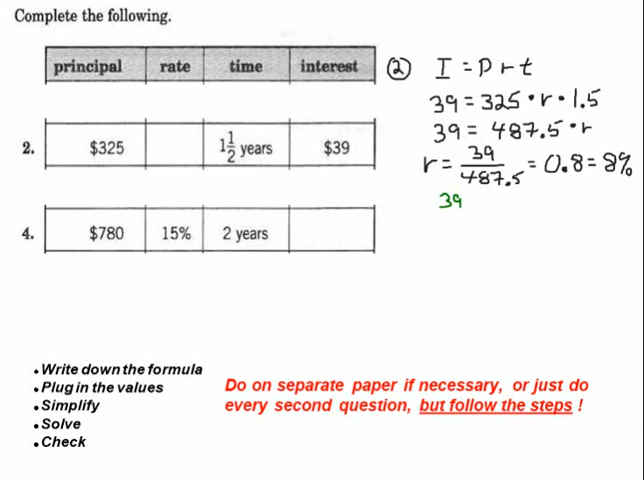 Complete the following.
principal rate time interest
2. $325 1 1/2 years $39
4. $780 15% 2 years
② I = P r t
39 = 325 • r • 1.5
39 = 487.5 • r
r = 39/487.5 = 0.8 = 8%
39
• Write down the formula
• Plug in the values
• Simplify
• Solve
• Check
Do on separate paper if necessary, or just do
every second question, but follow the steps !